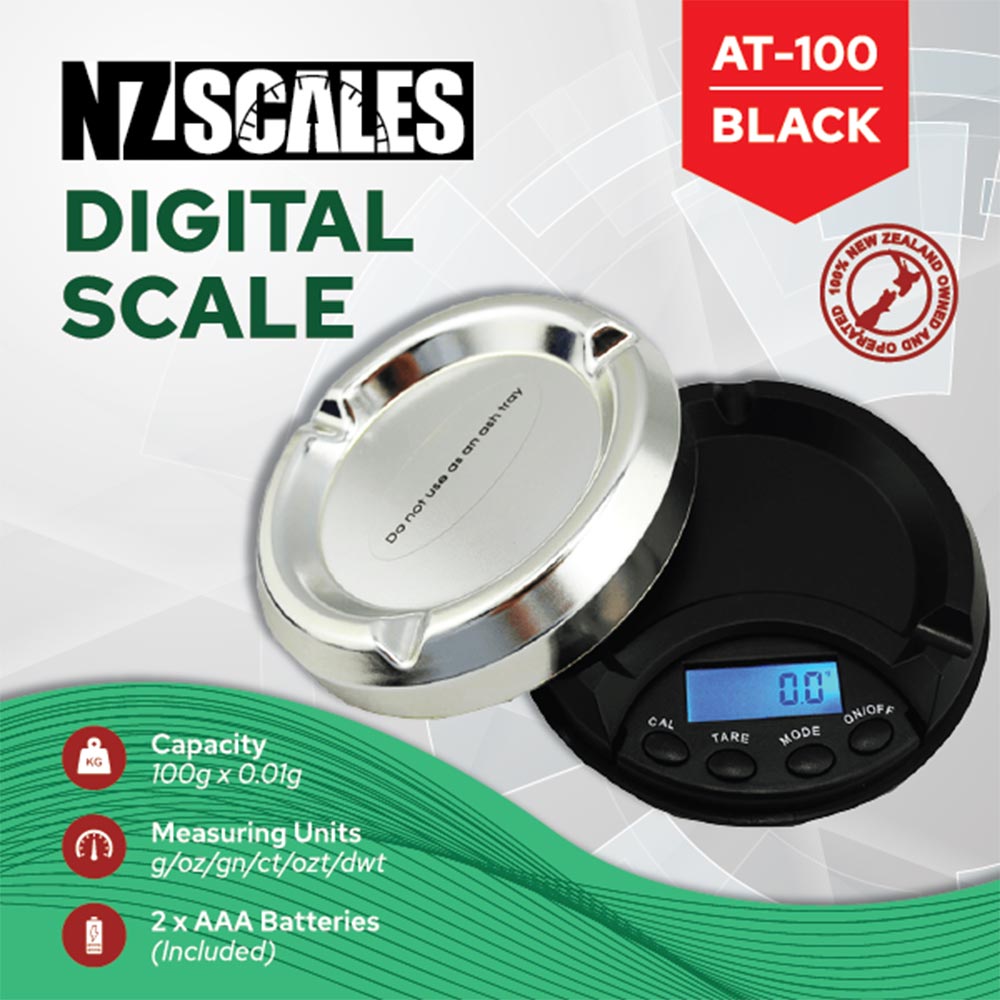 NZSCALES
DIGITAL
SCALE
AT-100
BLACK
100% NEW ZEALAND OWNED AND OPERATED
Do not use as an ash tray
0.0
CAL
TARE
MODE
ON/OFF
KG
Capacity
100g x 0.01g
Measuring Units
g/oz/gn/ct/ozt/dwt
2 x AAA Batteries
(Included)